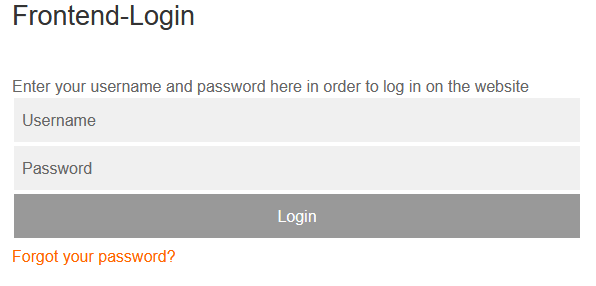 Frontend-Login
Enter your username and password here in order to log in on the website
Username
Password
Login
Forgot your password?